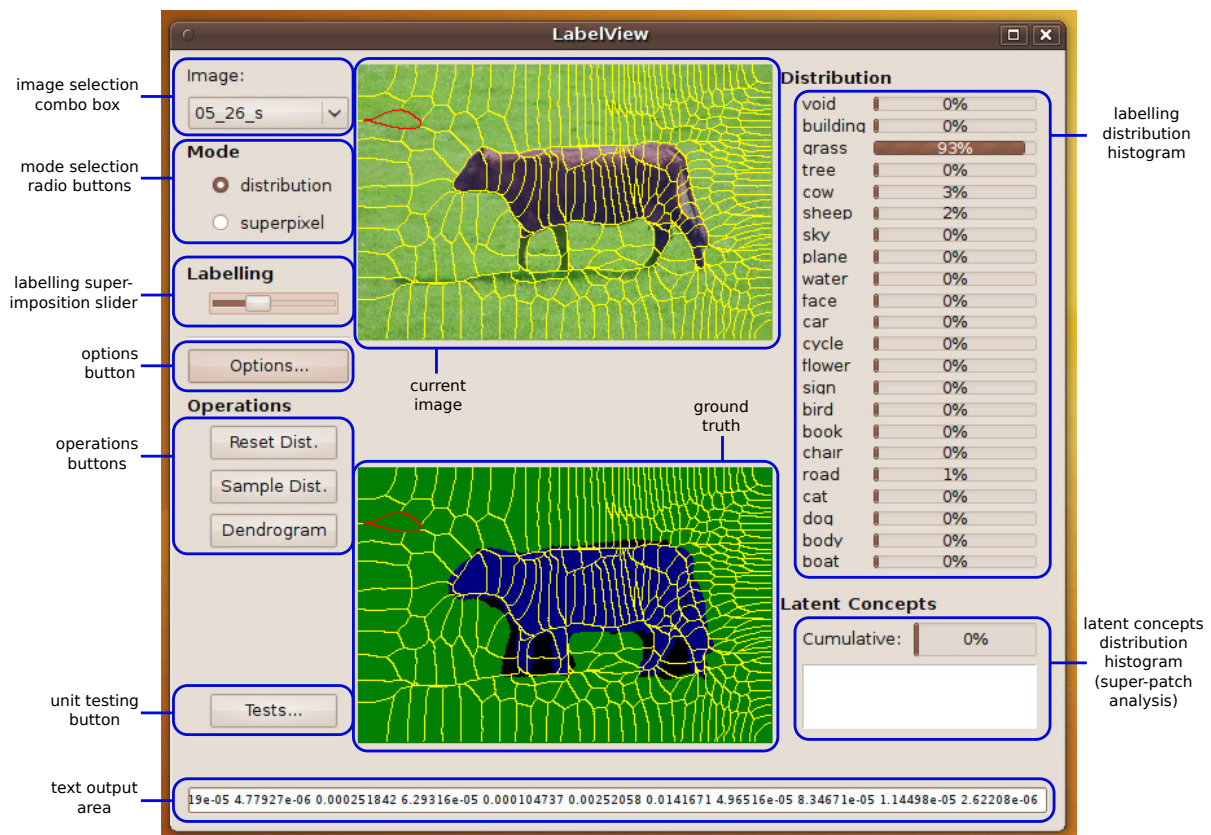 LabelView
image selection
combo box
Image:
05_26_s
mode selection
radio buttons
Mode
distribution
superpixel
labelling super-
imposition slider
Labelling
options
button
Options...
Operations
operations
buttons
Reset Dist.
Sample Dist.
Dendrogram
unit testing
button
Tests...
text output
area
19e-05 4.77927e-06 0.000251842 6.29316e-05 0.000104737 0.00252058 0.0141671 4.96516e-05 8.34671e-05 1.14498e-05 2.62208e-06
current
image
ground
truth
Distribution
void 0%
building 0%
grass 93%
tree 0%
cow 3%
sheep 2%
sky 0%
plane 0%
water 0%
face 0%
car 0%
cycle 0%
flower 0%
sign 0%
bird 0%
book 0%
chair 0%
road 1%
cat 0%
dog 0%
body 0%
boat 0%
labelling
distribution
histogram
Latent Concepts
Cumulative: 0%
latent concepts
distribution
histogram
(super-patch
analysis)